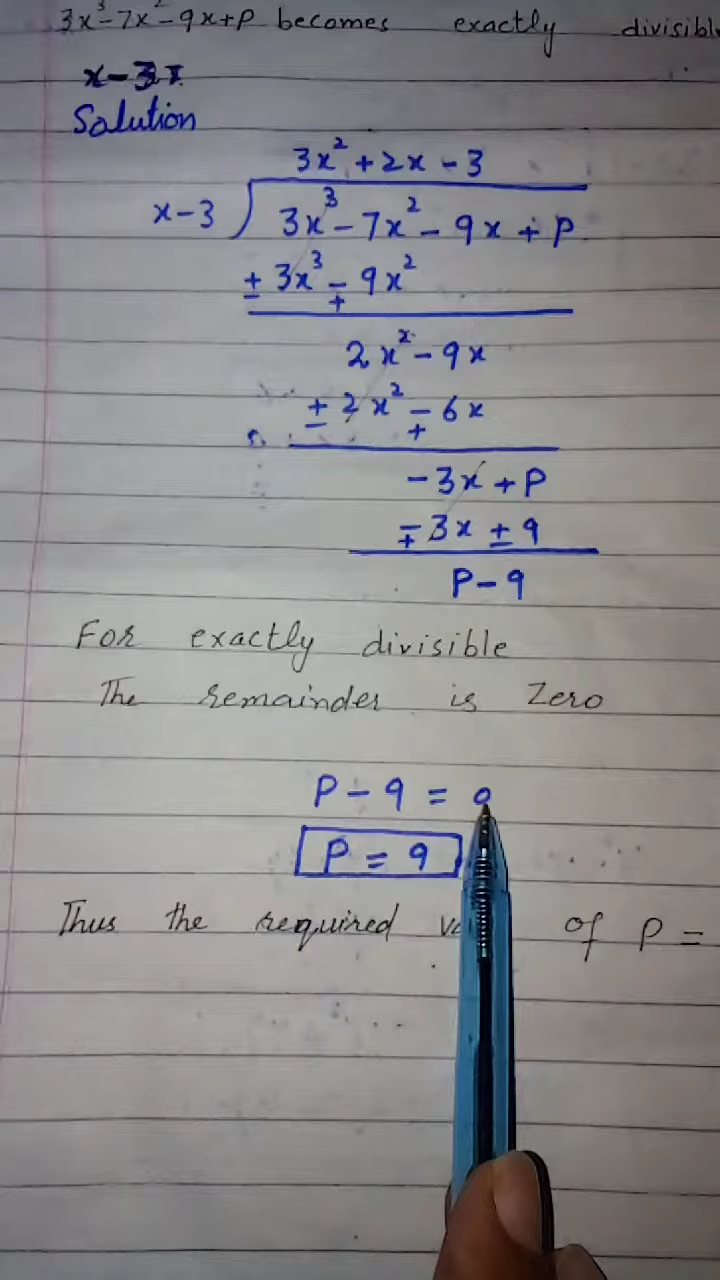 3x³-7x²-9x+P becomes exactly divisibl
x-3
Solution
3x²+2x-3
x-3 ) 3x³-7x²-9x+P
±3x³∓9x²
2x²-9x
±2x²∓6x
-3x+P
∓3x±9
P-9
For exactly divisible
The remainder is Zero
P-9=0
P=9
Thus the required of P=